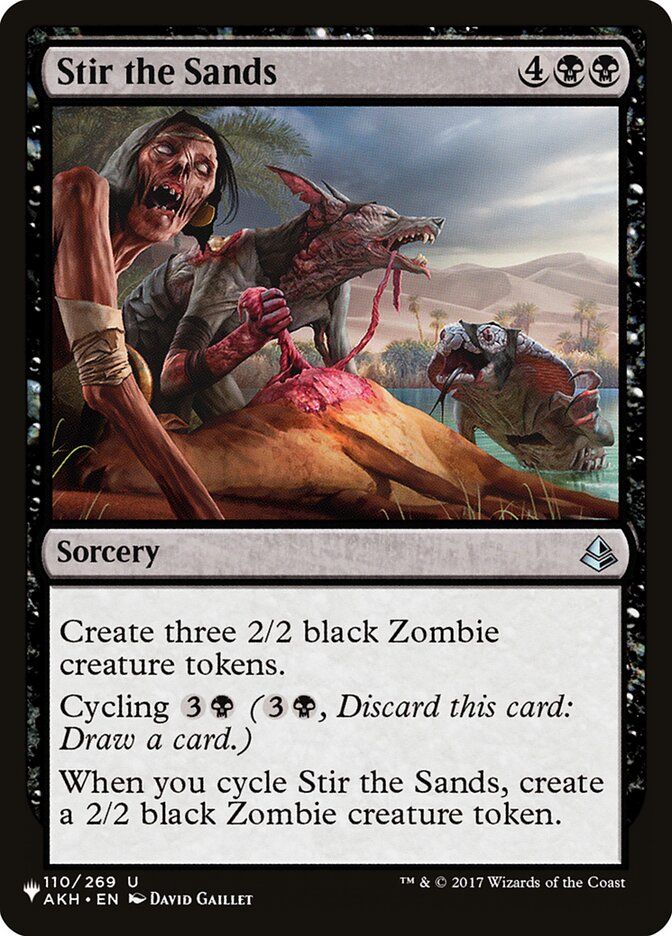 Stir the Sands 4
Sorcery
Create three 2/2 black Zombie
creature tokens.
Cycling 3 (3, Discard this card:
Draw a card.)
When you cycle Stir the Sands, create
a 2/2 black Zombie creature token.
110/269 U
™ & © 2017 Wizards of the Coast
AKH • EN David Gaillet